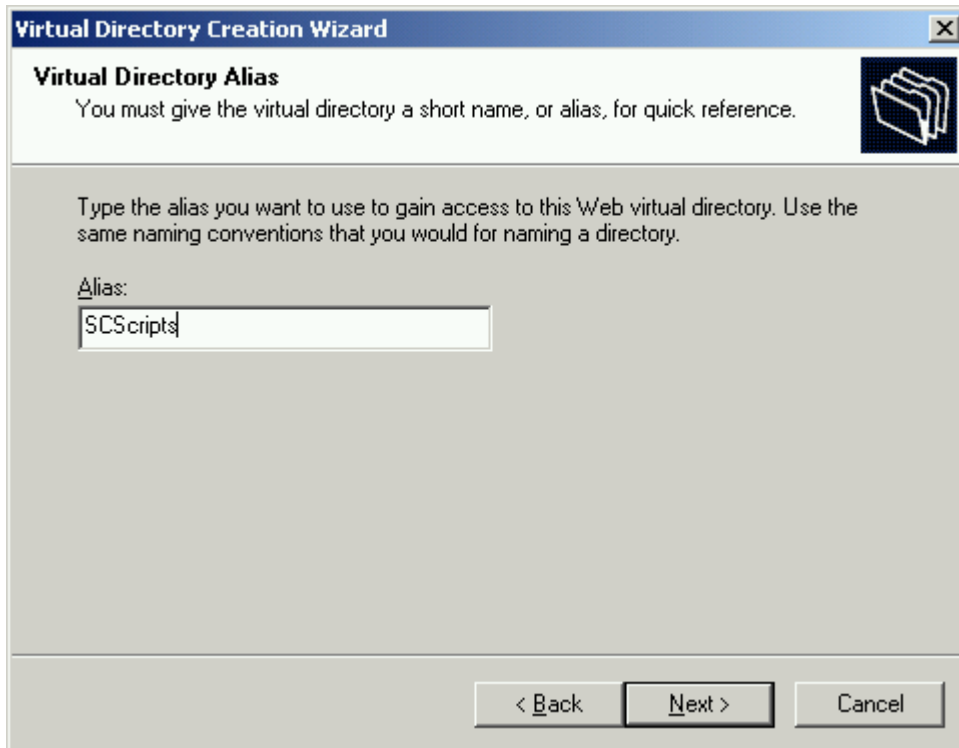 Virtual Directory Creation Wizard
Virtual Directory Alias
You must give the virtual directory a short name, or alias, for quick reference.
Type the alias you want to use to gain access to this Web virtual directory. Use the
same naming conventions that you would for naming a directory.
Alias:
SCScripts
< Back Next > Cancel